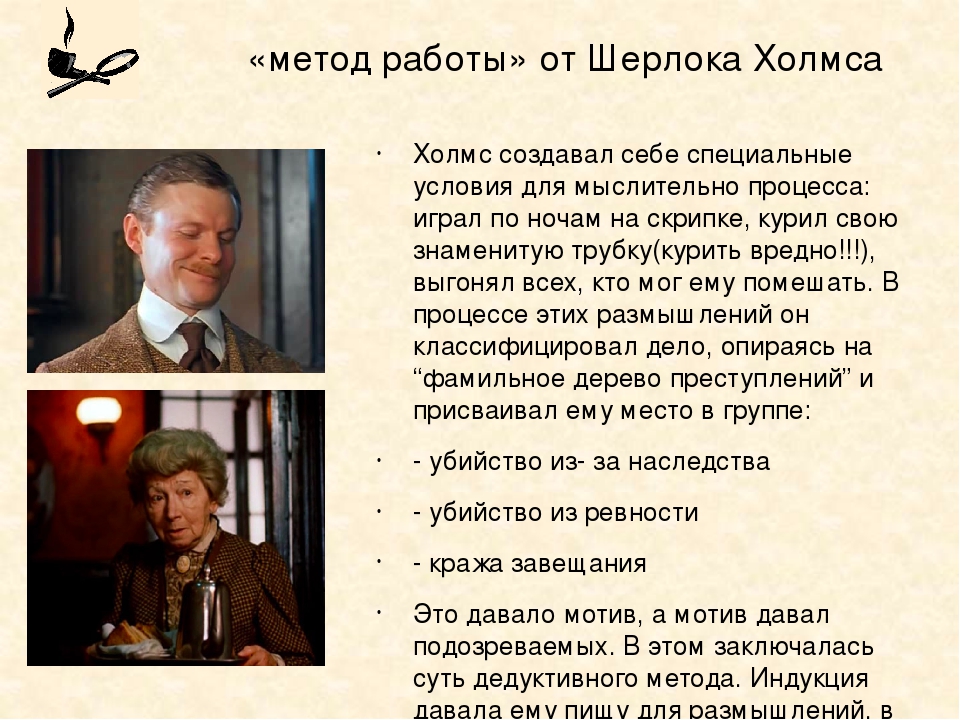 «метод работы» от Шерлока Холмса
· Холмс создавал себе специальные
условия для мыслительно процесса:
играл по ночам на скрипке, курил свою
знаменитую трубку(курить вредно!!!),
выгонял всех, кто мог ему помешать. В
процессе этих размышлений он
классифицировал дело, опираясь на
“фамильное дерево преступлений” и
присваивал ему место в группе:
· - убийство из- за наследства
· - убийство из ревности
· - кража завещания
· Это давало мотив, а мотив давал
подозреваемых. В этом заключалась
суть дедуктивного метода. Индукция
давала ему пищу для размышлений, в